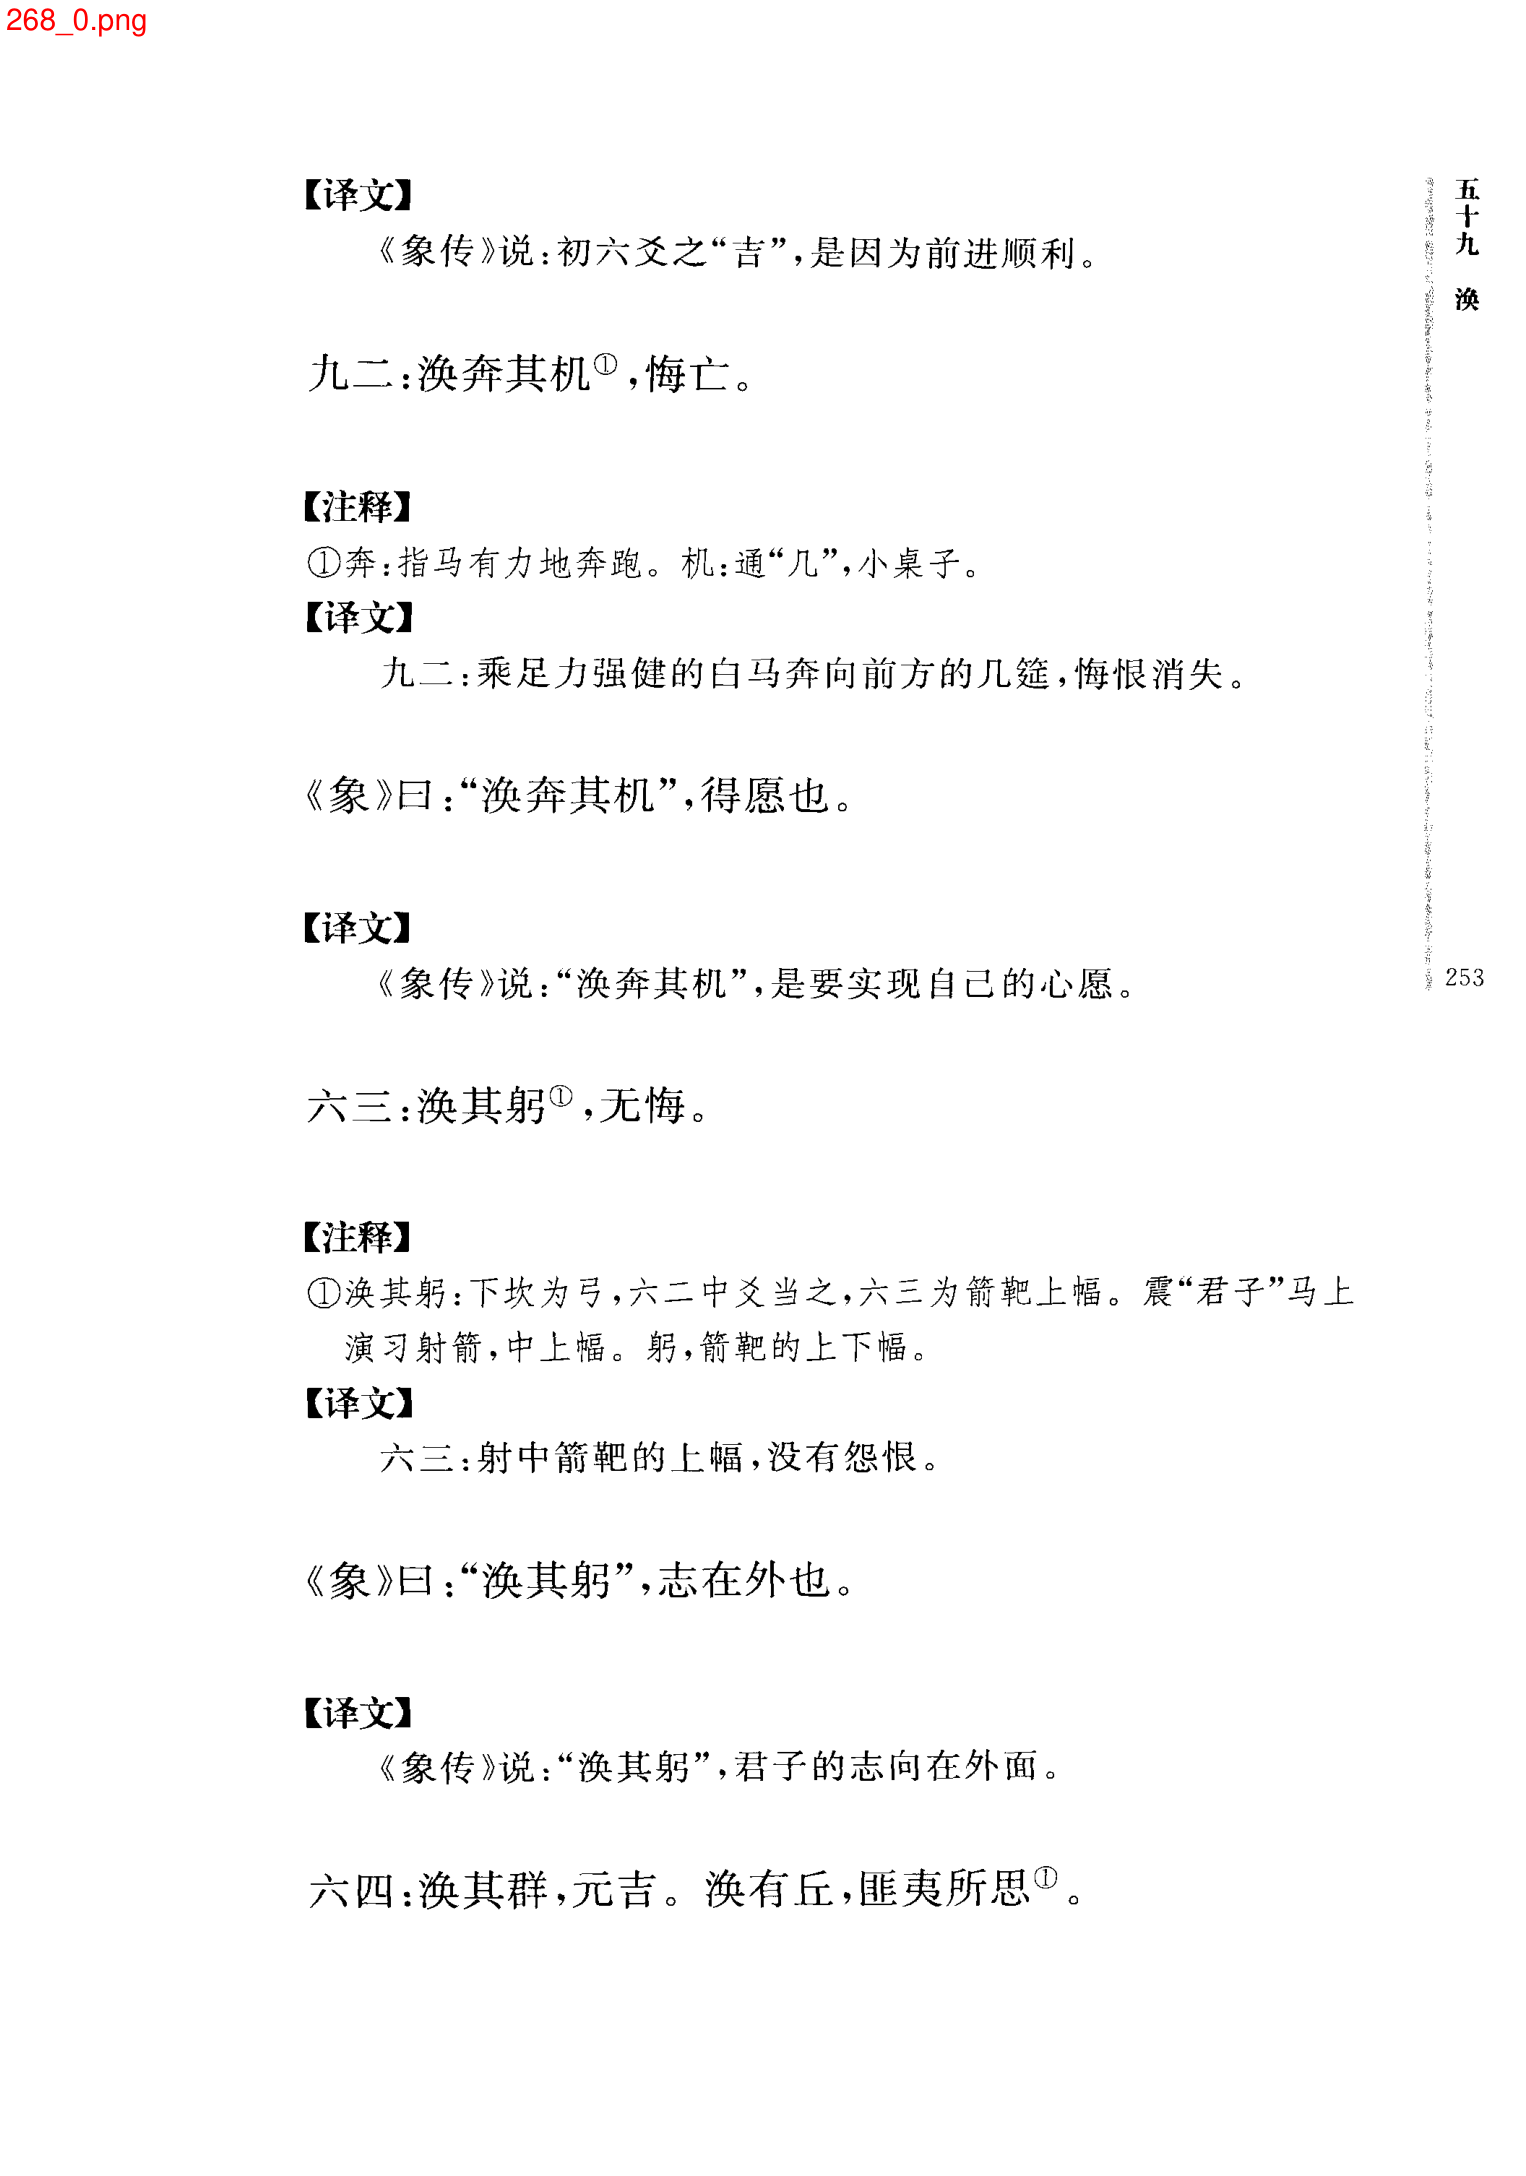 268_0.png
【译文】
《象传》说:初六爻之“吉”,是因为前进顺利。
九二:涣奔其机①,悔亡。
【注释】
①奔:指马有力地奔跑。机:通“几”,小桌子。
【译文】
九二:乘足力强健的白马奔向前方的几筵,悔恨消失。
《象》曰:“涣奔其机”,得愿也。
【译文】
《象传》说:“涣奔其机”,是要实现自己的心愿。
六三:涣其躬①,无悔。
【注释】
①涣其躬:下坎为弓,六二中爻当之,六三为箭靶上幅。震“君子”马上
演习射箭,中上幅。躬,箭靶的上下幅。
【译文】
六三:射中箭靶的上幅,没有怨恨。
《象》曰:“涣其躬”,志在外也。
【译文】
《象传》说:“涣其躬”,君子的志向在外面。
六四:涣其群,元吉。涣有丘,匪夷所思①。
五十九 涣
253